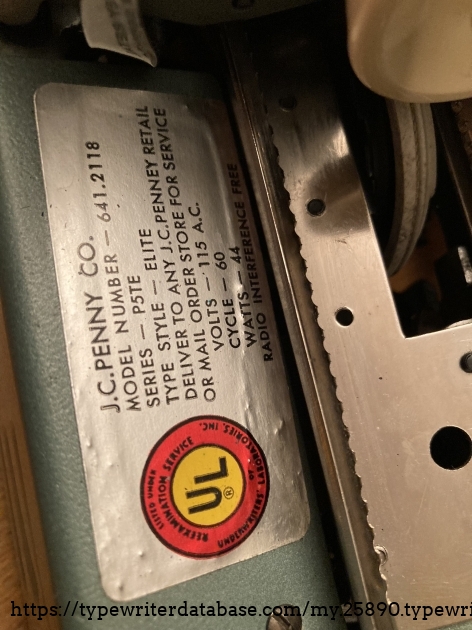 J.C.PENNY CO.
MODEL NUMBER — 641.2118
SERIES — P5TE
TYPE STYLE — ELITE
DELIVER TO ANY J.C.PENNEY RETAIL
OR MAIL ORDER STORE FOR SERVICE
VOLTS — 115 A.C.
CYCLE — 60
WATTS — 44
RADIO INTERFERENCE FREE
LISTED UNDER
REEXAMINATION SERVICE
OF
UNDERWRITERS' LABORATORIES, INC.
UL
®
https://typewriterdatabase.com/my25890.typewri